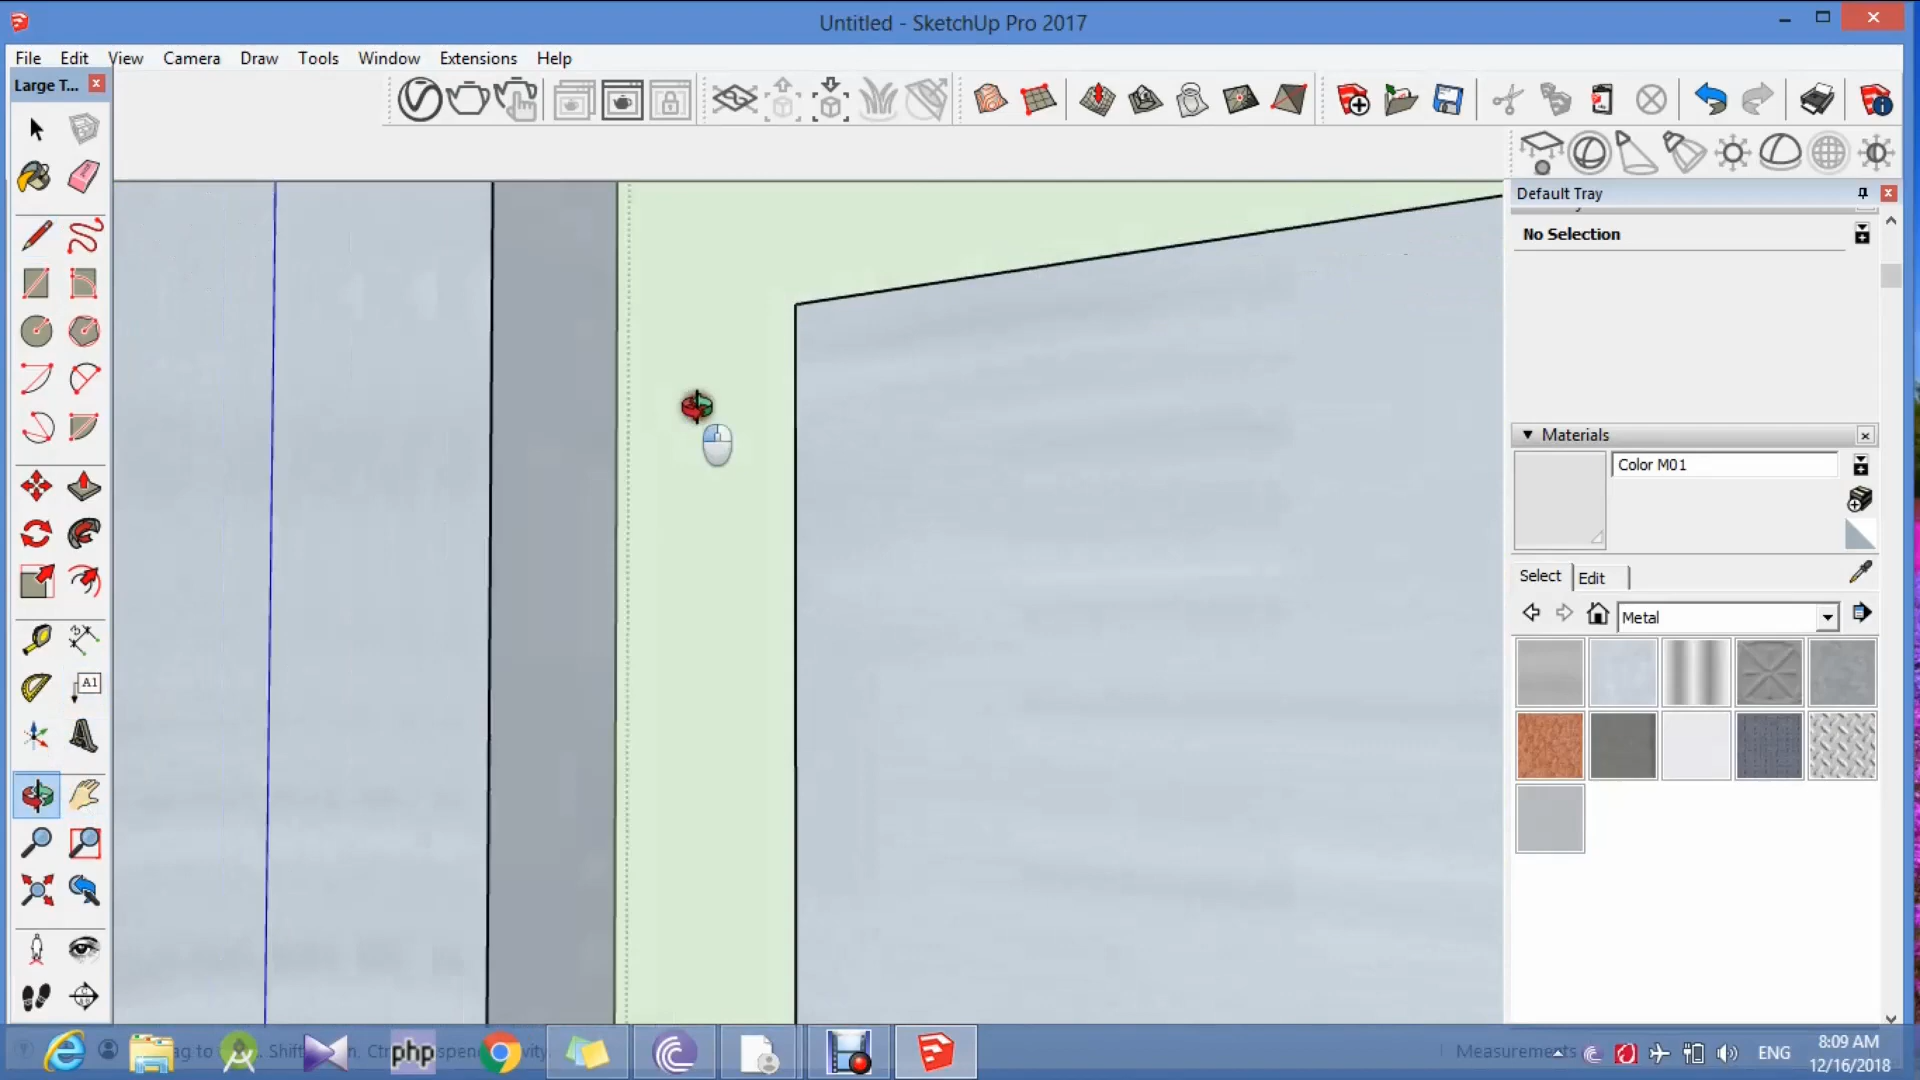 Untitled - SketchUp Pro 2017
File Edit View Camera Draw Tools Window Extensions Help
Large T...
Default Tray
No Selection
Materials
Color M01
Select Edit
Metal
A1
php
Measurements
ENG
8:09 AM
12/16/2018